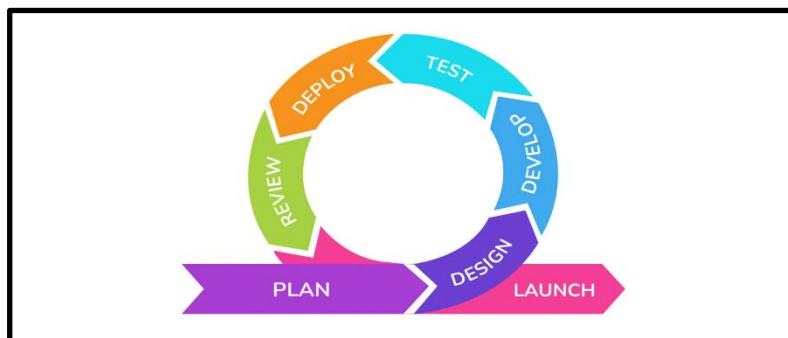 TEST
DEPLOY
DEVELOP
REVIEW
DESIGN
PLAN
LAUNCH